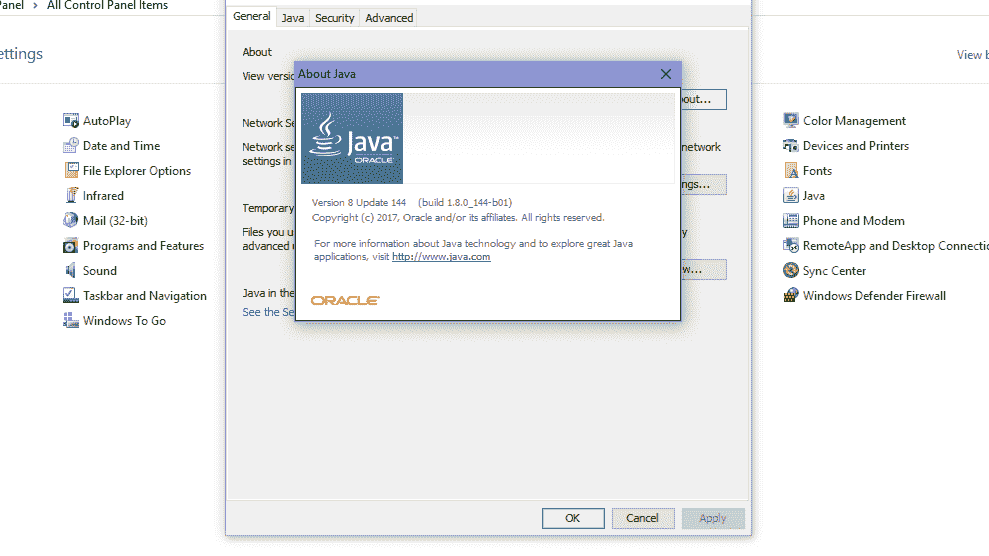 Panel > All Control Panel Items
General Java Security Advanced
ettings
About
View b
View versi
About Java
out...
Java™
ORACLE
AutoPlay
Color Management
Network Se
Date and Time
Network se
network
Devices and Printers
settings in
File Explorer Options
Fonts
ngs...
Infrared
Version 8 Update 144 (build 1.8.0_144-b01)
Java
Temporary
Copyright (c) 2017, Oracle and/or its affiliates. All rights reserved.
Mail (32-bit)
Phone and Modem
Files you u
y
Programs and Features
advanced
For more information about Java technology and to explore great Java
RemoteApp and Desktop Connectio
applications, visit http://www.java.com
Sound
w...
Sync Center
Java in the
Taskbar and Navigation
ORACLE
Windows Defender Firewall
See the Se
Windows To Go
OK Cancel Apply